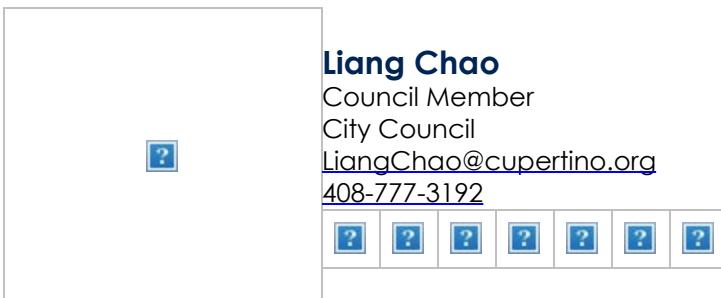 Liang Chao
Council Member
City Council
LiangChao@cupertino.org
408-777-3192